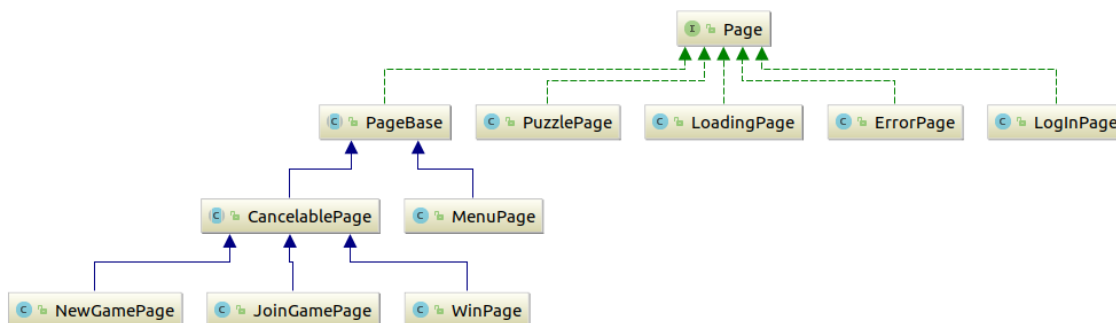 I Page
C PageBase
C PuzzlePage
C LoadingPage
C ErrorPage
C LogInPage
C CancelablePage
C MenuPage
C NewGamePage
C JoinGamePage
C WinPage